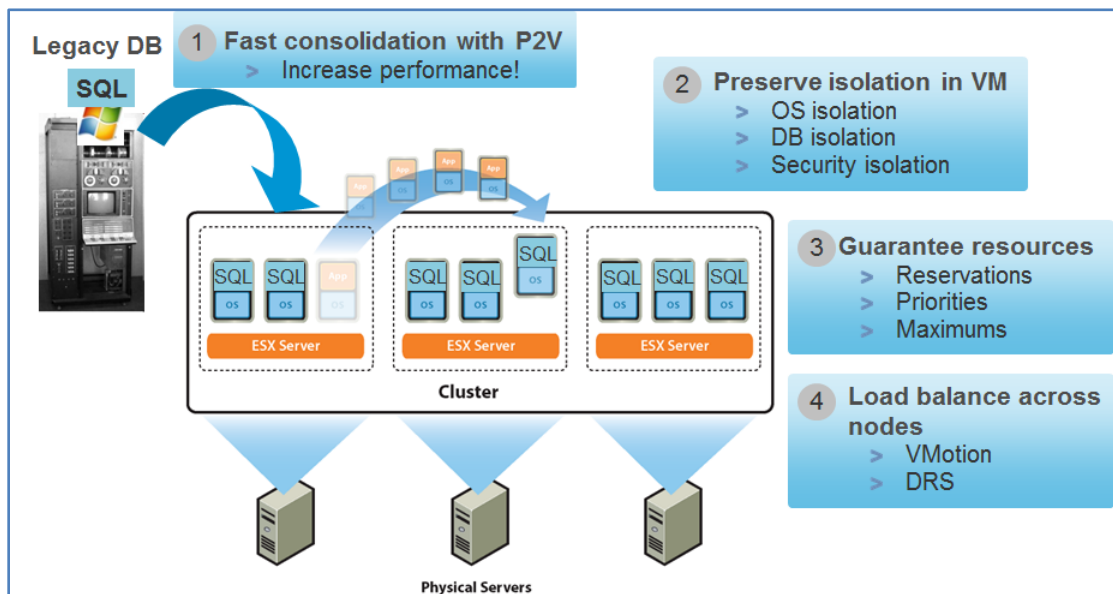 Legacy DB
SQL
1 Fast consolidation with P2V
> Increase performance!
2 Preserve isolation in VM
> OS isolation
> DB isolation
> Security isolation
App
OS
App
OS
App
OS
App
OS
SQL
OS
SQL
OS
App
OS
SQL
OS
SQL
OS
SQL
OS
SQL
OS
SQL
OS
SQL
OS
ESX Server
ESX Server
ESX Server
Cluster
3 Guarantee resources
> Reservations
> Priorities
> Maximums
4 Load balance across
nodes
> VMotion
> DRS
Physical Servers